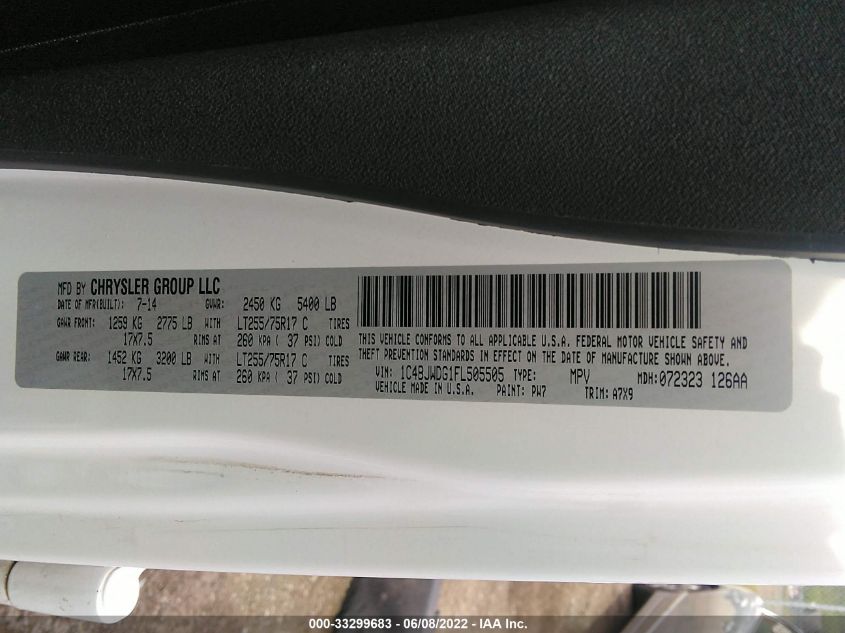 MFD BY CHRYSLER GROUP LLC
DATE OF MFR(BUILT): 7-14 GVWR: 2450 KG 5400 LB
GAWR FRONT: 1259 KG 2775 LB WITH LT255/75R17 C TIRES
17X7.5 RIMS AT 260 KPA ( 37 PSI) COLD
GAWR REAR: 1452 KG 3200 LB WITH LT255/75R17 C TIRES
17X7.5 RIMS AT 260 KPA ( 37 PSI) COLD
THIS VEHICLE CONFORMS TO ALL APPLICABLE U.S.A. FEDERAL MOTOR VEHICLE SAFETY AND
THEFT PREVENTION STANDARDS IN EFFECT ON THE DATE OF MANUFACTURE SHOWN ABOVE.
VIN: 1C4BJWDG1FL505505 TYPE: MPV MDH: 072323 126AA
VEHICLE MADE IN U.S.A. PAINT: PW7 TRIM: A7X9
000-33299683 - 06/08/2022 - IAA Inc.